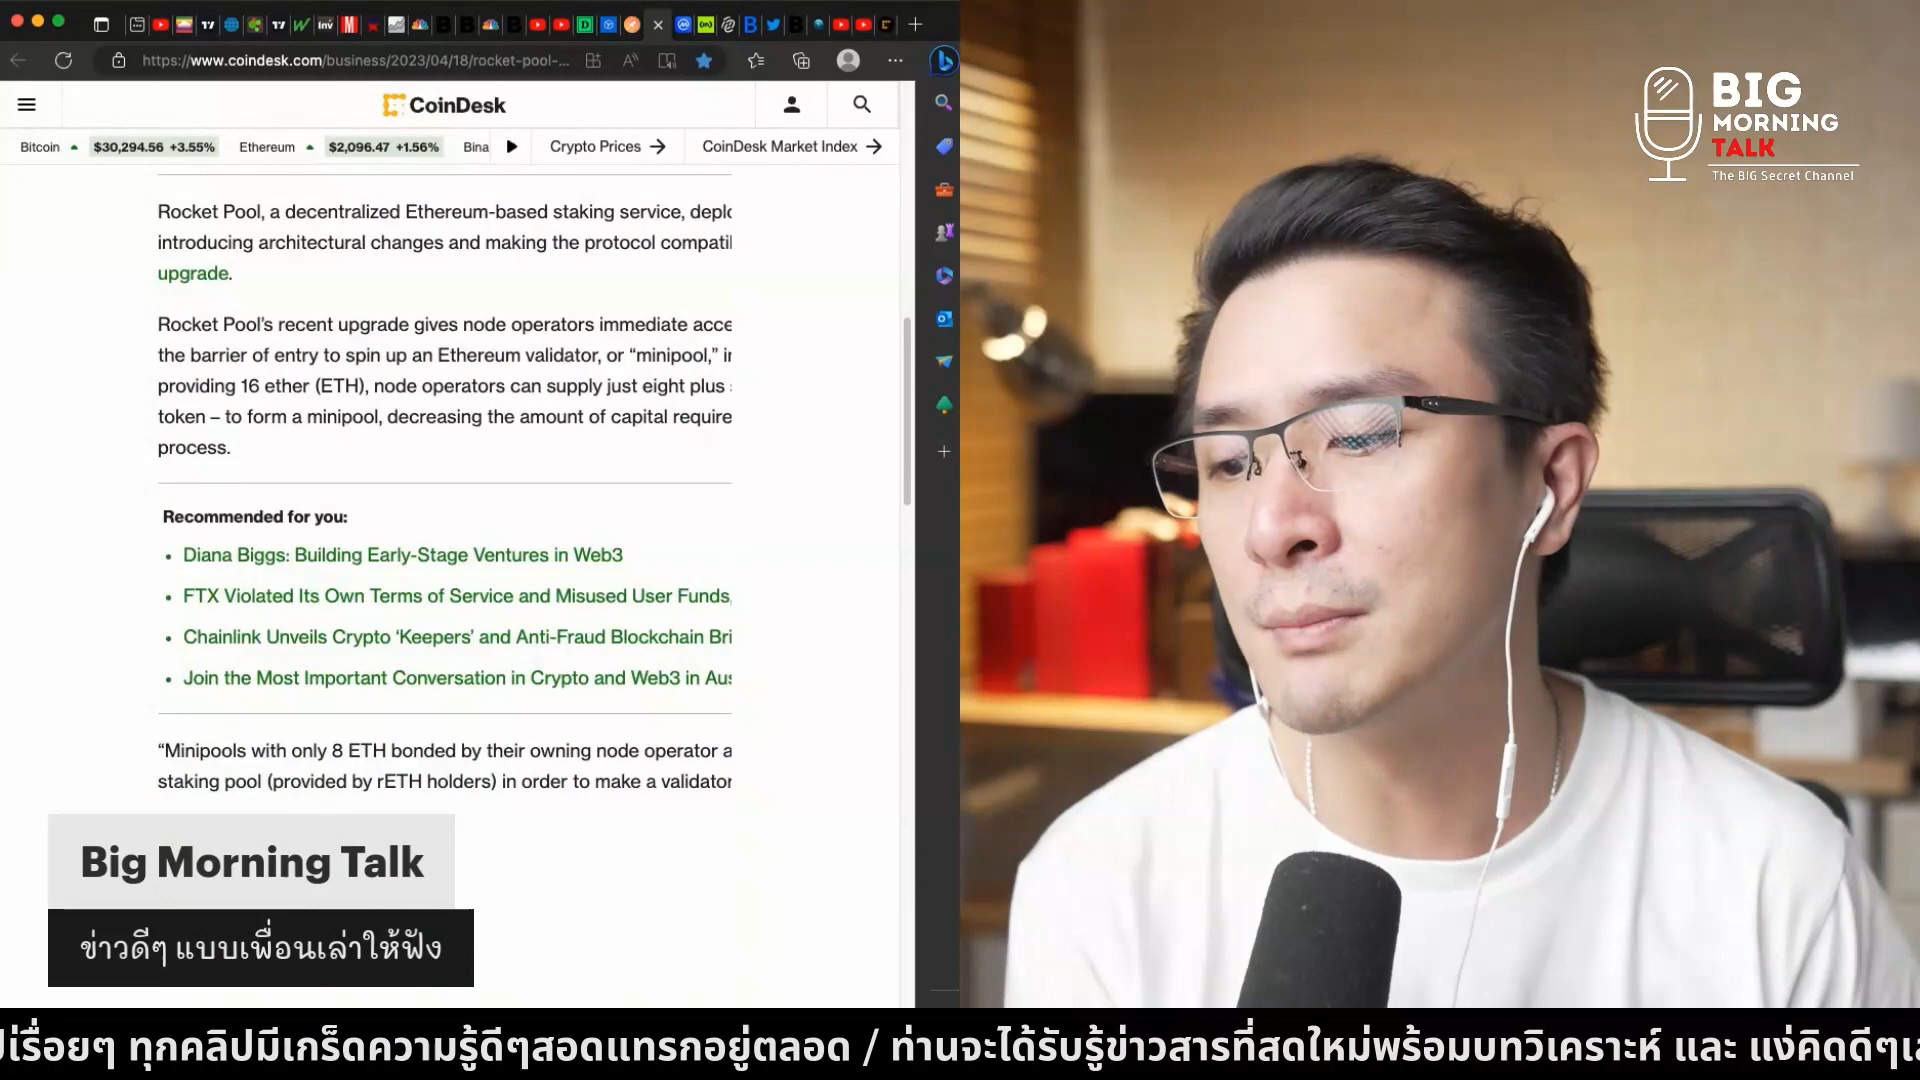 https://www.coindesk.com/business/2023/04/18/rocket-pool-...
CoinDesk
Bitcoin $30,294.56 +3.55% Ethereum $2,096.47 +1.56% Bina Crypto Prices CoinDesk Market Index
Rocket Pool, a decentralized Ethereum-based staking service,
introducing architectural changes and making the protocol
upgrade.
Rocket Pool’s recent upgrade gives node operators immediate
the barrier of entry to spin up an Ethereum validator, or “minipool,”
providing 16 ether (ETH), node operators can supply just eight plus
token – to form a minipool, decreasing the amount of capital
process.
Recommended for you:
• Diana Biggs: Building Early-Stage Ventures in Web3
• FTX Violated Its Own Terms of Service and Misused User Funds,
• Chainlink Unveils Crypto ‘Keepers’ and Anti-Fraud Blockchain Bri
• Join the Most Important Conversation in Crypto and Web3 in Aus
“Minipools with only 8 ETH bonded by their owning node operator a
staking pool (provided by rETH holders) in order to make a validator
Big Morning Talk
ข่าวดีๆ แบบเพื่อนเล่าให้ฟัง
BIG
MORNING
TALK
The BIG Secret Channel
เรื่อยๆ ทุกคลิปมีเกร็ดความรู้ดีๆสอดแทรกอยู่ตลอด / ท่านจะได้รับรู้ข่าวสารที่สดใหม่พร้อมบทวิเคราะห์ และ แง่คิดดีๆ